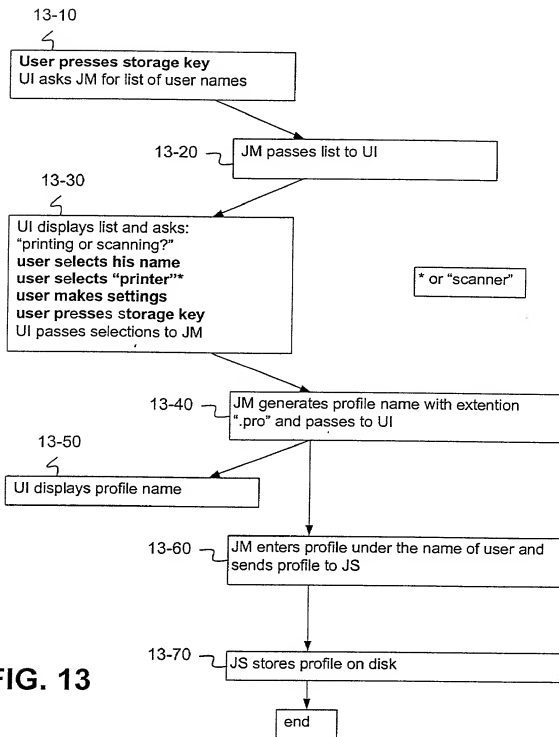 13-10
User presses storage key
UI asks JM for list of user names
13-20
JM passes list to UI
13-30
UI displays list and asks:
“printing or scanning?”
user selects his name
user selects “printer”*
user makes settings
user presses storage key
UI passes selections to JM
* or “scanner”
13-40
JM generates profile name with extention
“.pro” and passes to UI
13-50
UI displays profile name
13-60
JM enters profile under the name of user and
sends profile to JS
13-70
JS stores profile on disk
FIG. 13
end